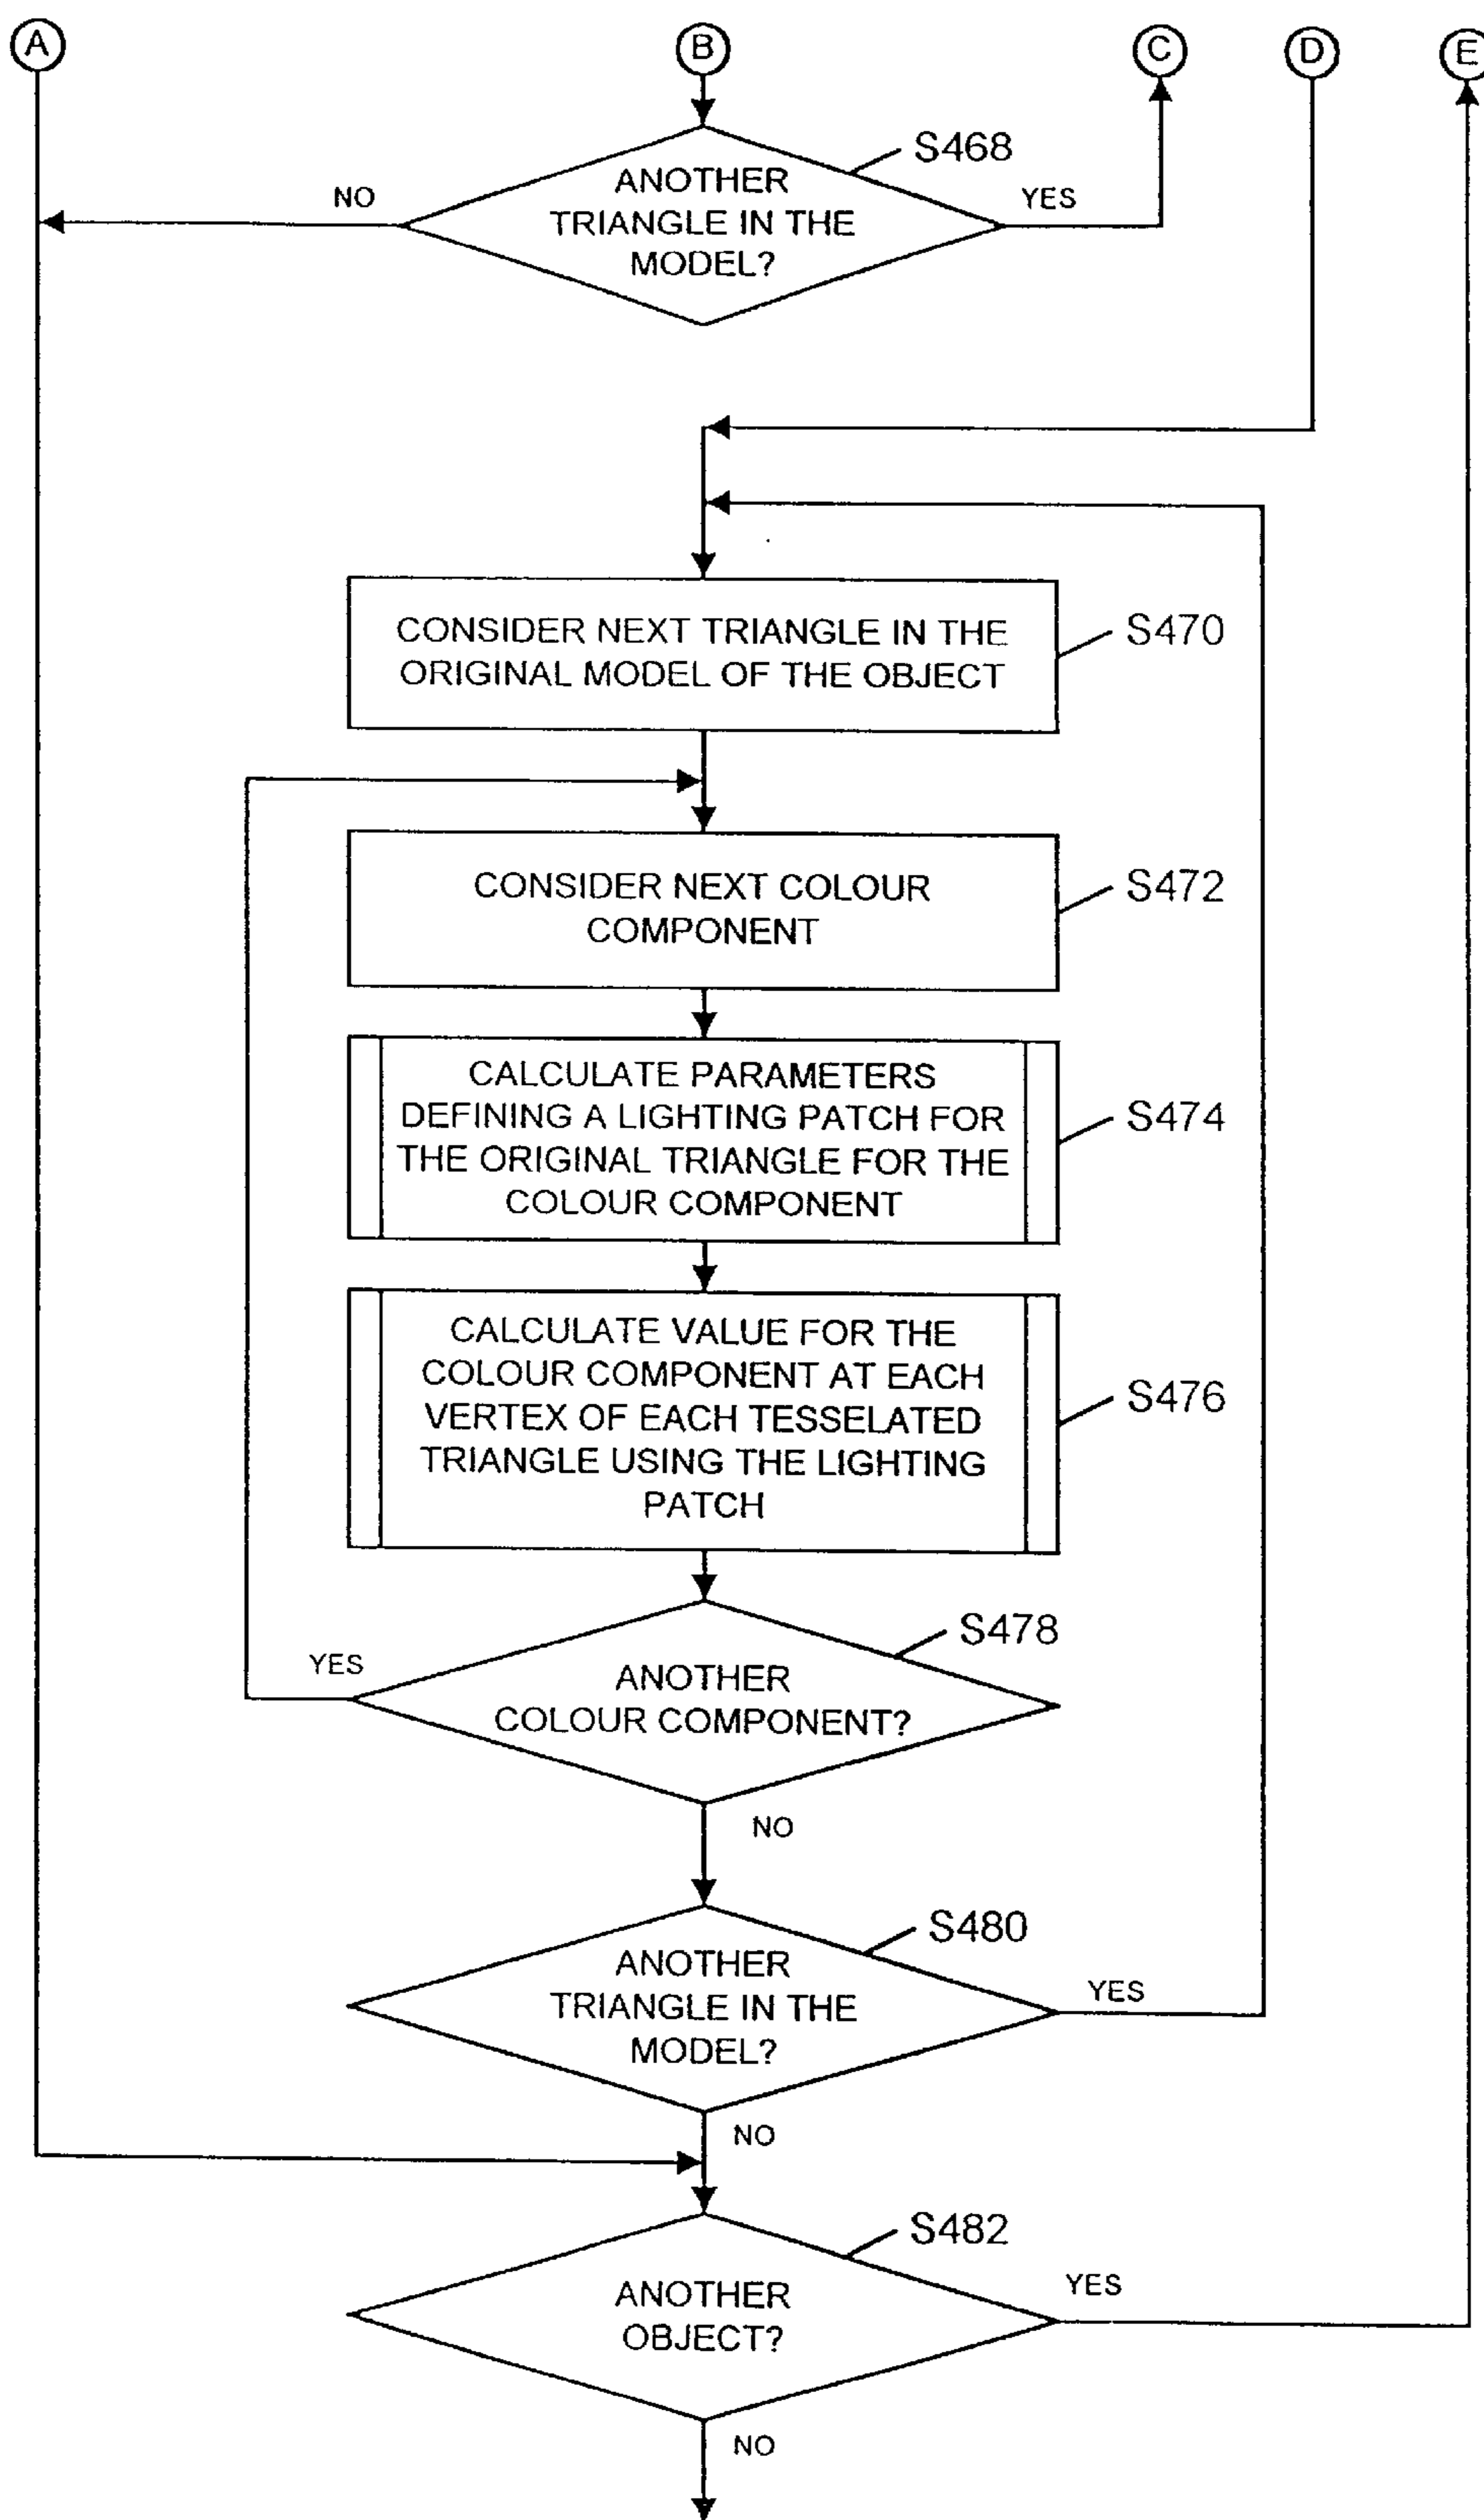 A
B
C
D
E
S468
ANOTHER
TRIANGLE IN THE
MODEL?
NO
YES
CONSIDER NEXT TRIANGLE IN THE
ORIGINAL MODEL OF THE OBJECT
S470
CONSIDER NEXT COLOUR
COMPONENT
S472
CALCULATE PARAMETERS
DEFINING A LIGHTING PATCH FOR
THE ORIGINAL TRIANGLE FOR THE
COLOUR COMPONENT
S474
CALCULATE VALUE FOR THE
COLOUR COMPONENT AT EACH
VERTEX OF EACH TESSELATED
TRIANGLE USING THE LIGHTING
PATCH
S476
S478
YES
ANOTHER
COLOUR COMPONENT?
NO
S480
ANOTHER
TRIANGLE IN THE
MODEL?
YES
NO
S482
ANOTHER
OBJECT?
YES
NO